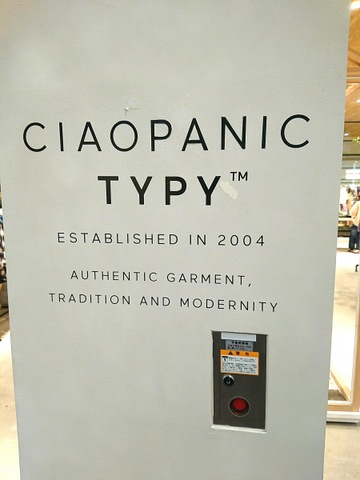 CIAOPANIC
TYPY™
ESTABLISHED IN 2004
AUTHENTIC GARMENT,
TRADITION AND MODERNITY